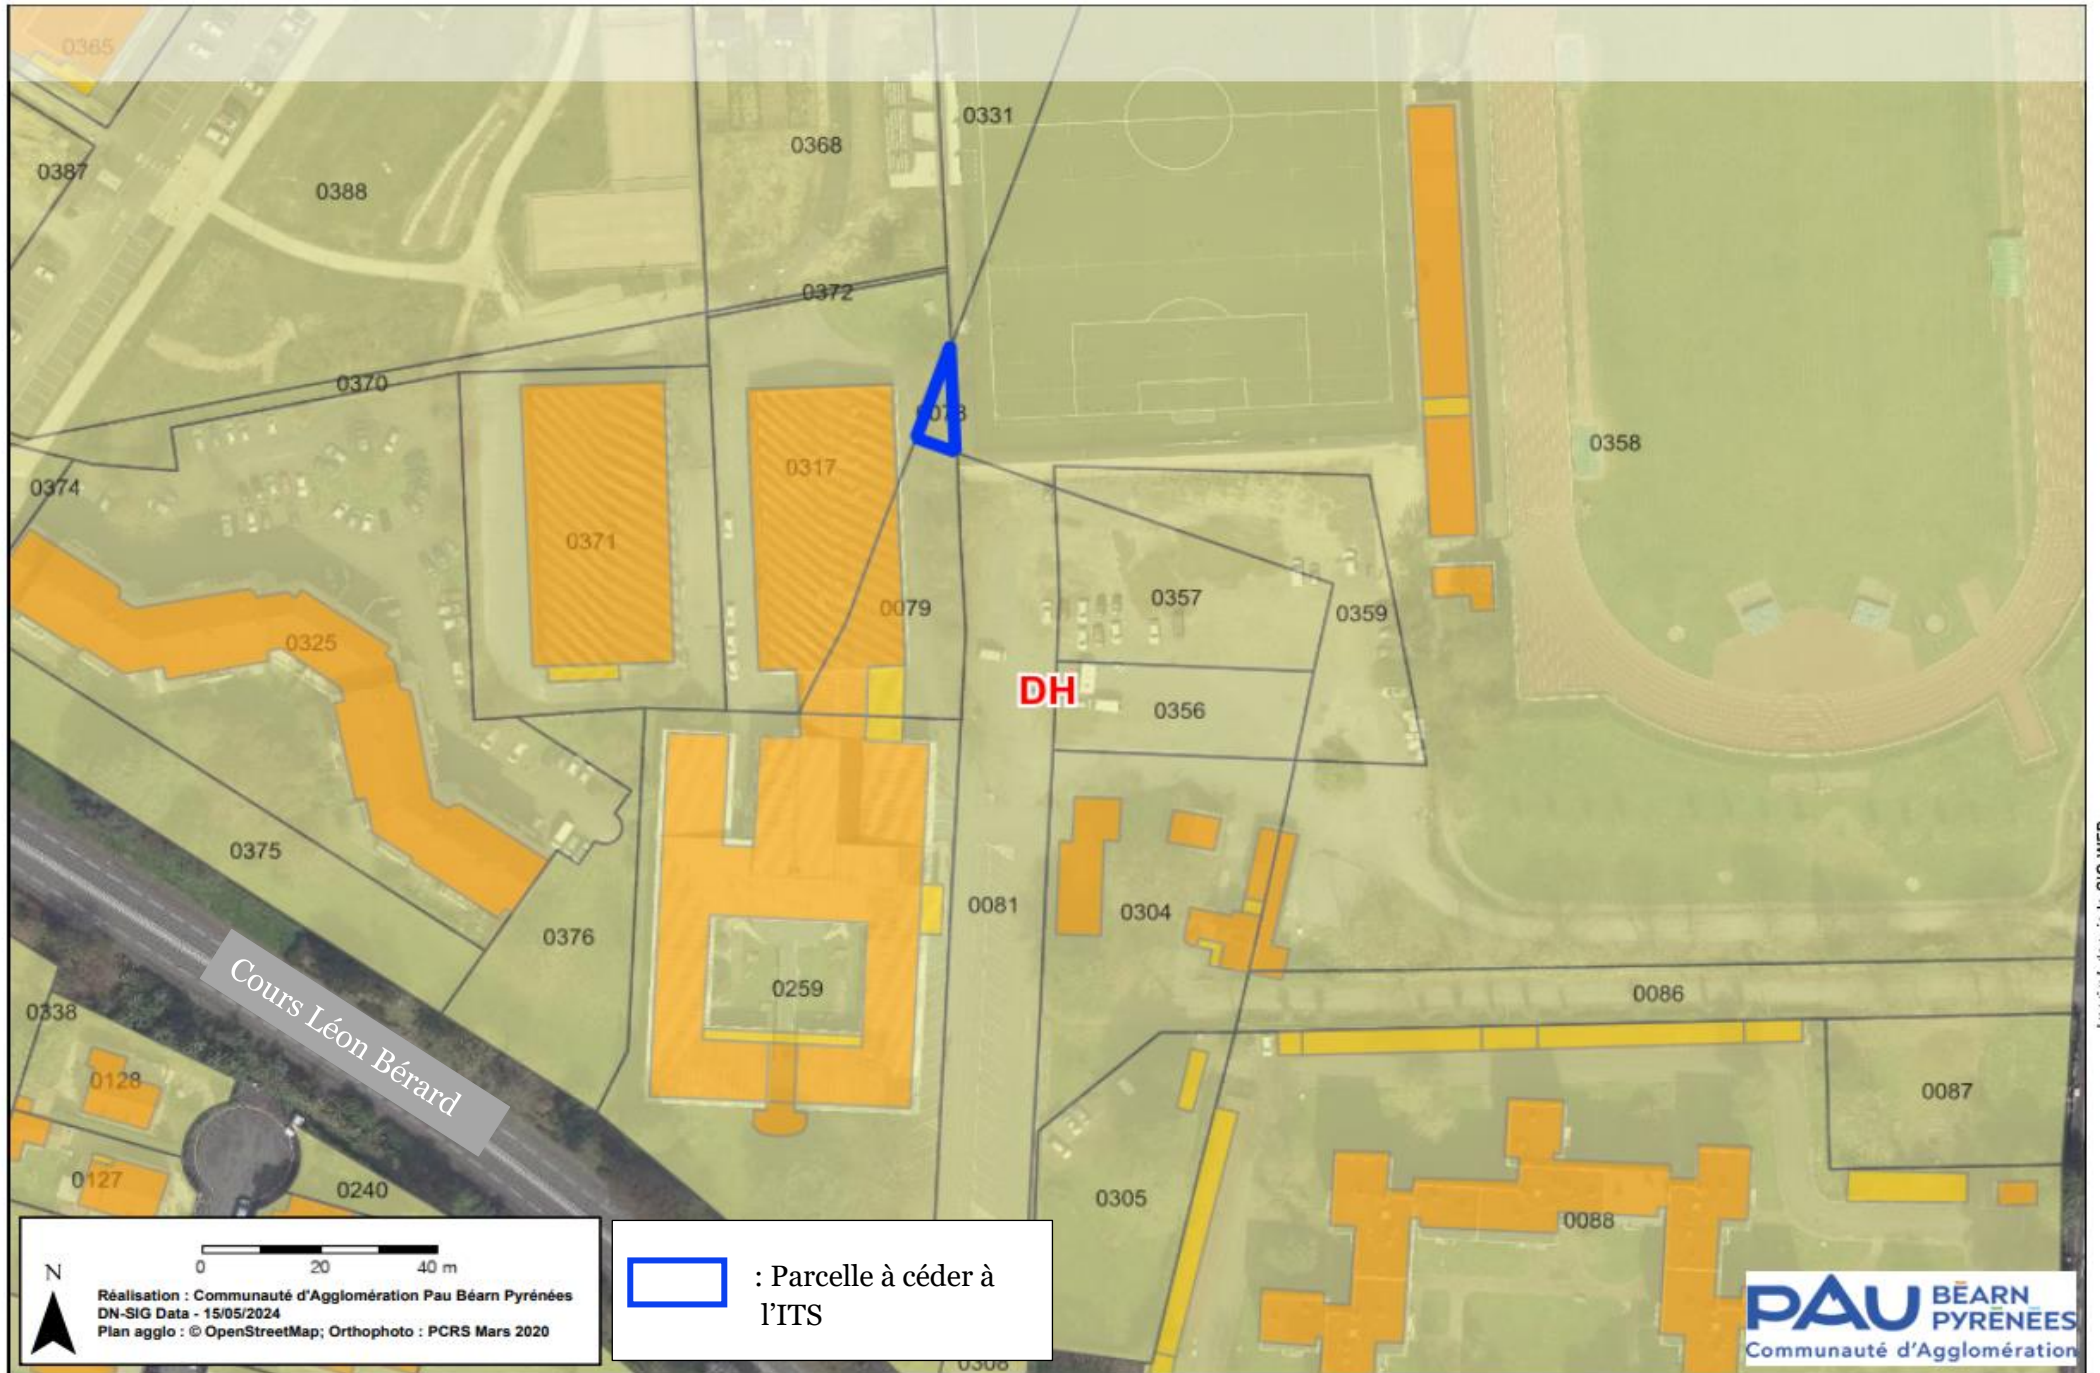 0365
0331
0368
0387
0388
0372
0370
0078
0358
0374
0317
0371
0357
0079
0359
0325
DH
0356
0375
0081
0304
0376
0259
0086
Cours Léon Bérard
0338
0128
0087
0127
0240
0305
0088
0308
0 20 40 m
N
Réalisation : Communauté d'Agglomération Pau Béarn Pyrénées
DN-SIG Data - 15/05/2024
Plan agglo : © OpenStreetMap; Orthophoto : PCRS Mars 2020
: Parcelle à céder à
l'ITS
PAU BÉARN
PYRÉNÉES
Communauté d'Agglomération